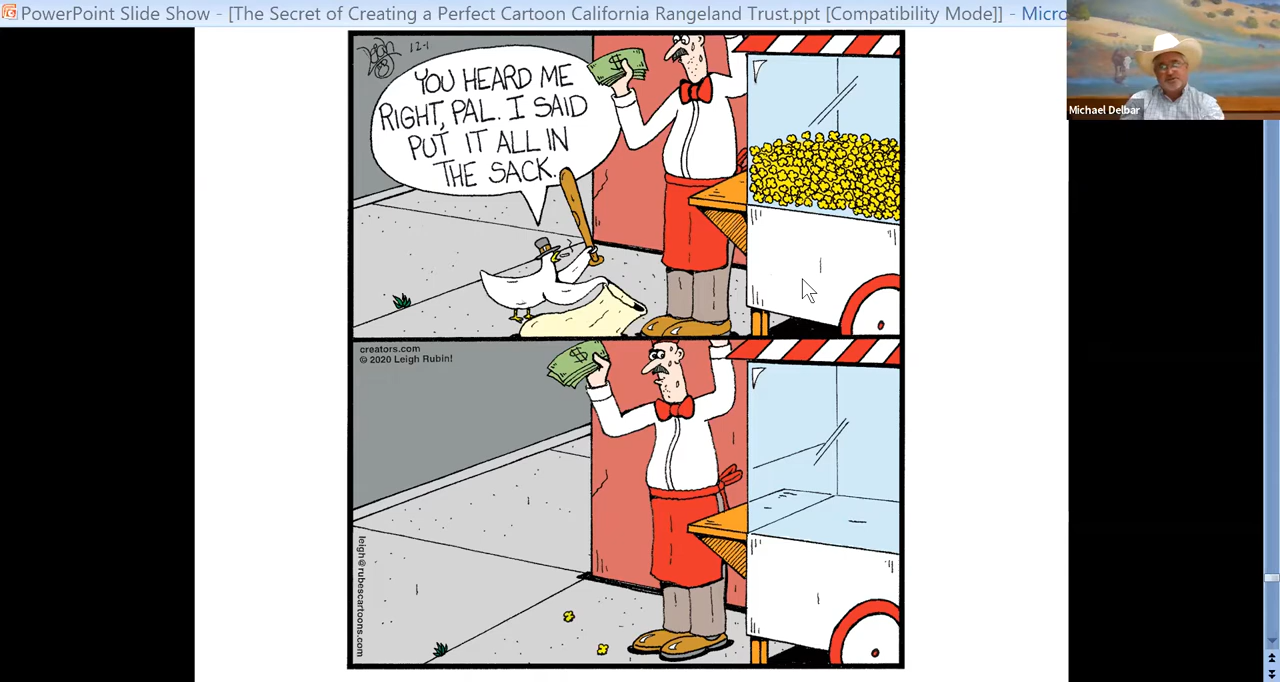 PowerPoint Slide Show - [The Secret of Creating a Perfect Cartoon California Rangeland Trust.ppt [Compatibility Mode]] - Micro
Michael Delbar
12-1
YOU HEARD ME
RIGHT, PAL. I SAID
PUT IT ALL IN
THE SACK.
$
creators.com
© 2020 Leigh Rubin!
$
leigh@rubescartoons.com